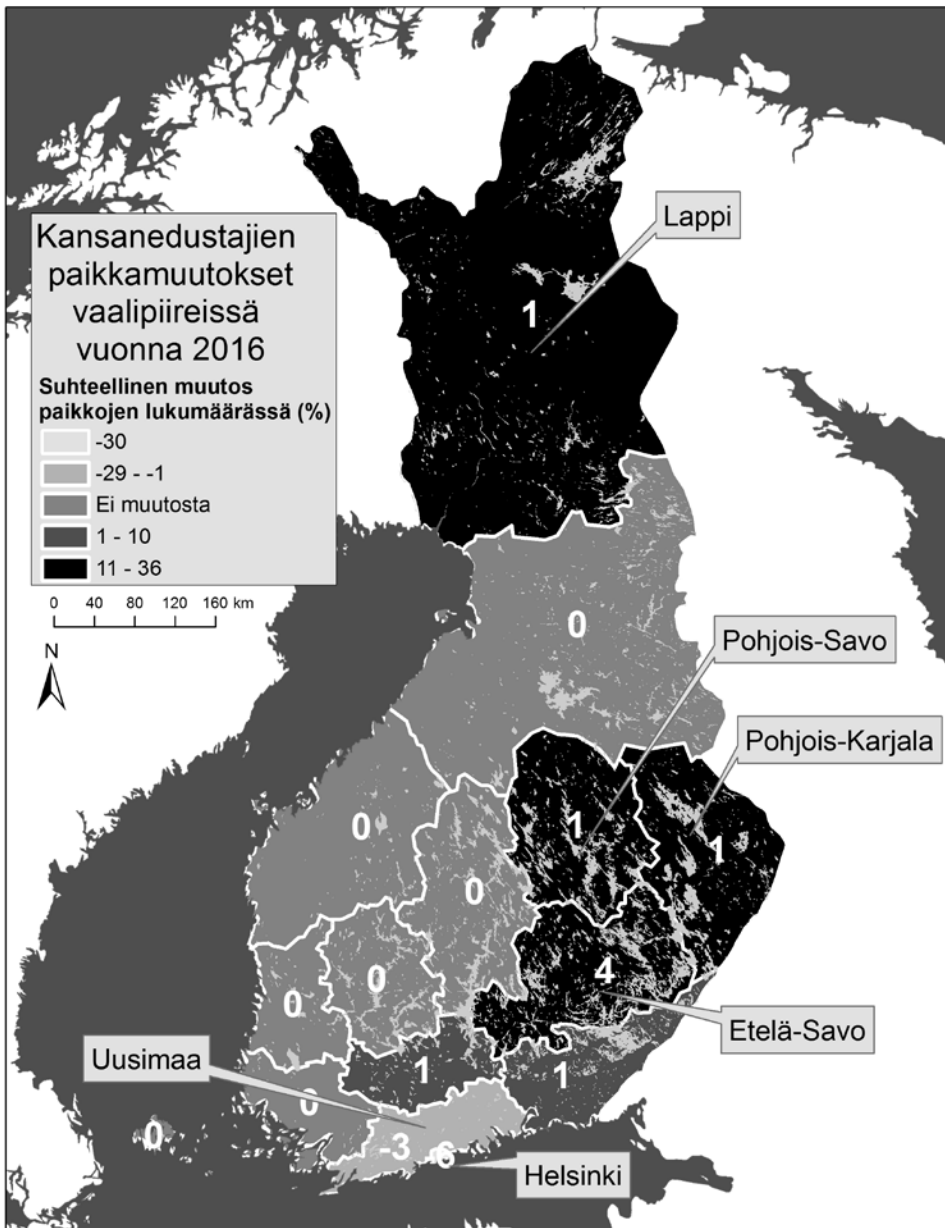 Kansanedustajien
paikkamuutokset
vaalipiireissä
vuonna 2016
Suhteellinen muutos
paikkojen lukumäärässä (%)
-30
-29 - -1
Ei muutosta
1 - 10
11 - 36
0 40 80 120 160 km
N
Lappi
1
0
Pohjois-Savo
Pohjois-Karjala
0
1
1
0
4
0
0
Etelä-Savo
Uusimaa
1
1
0
0
-3
6
Helsinki